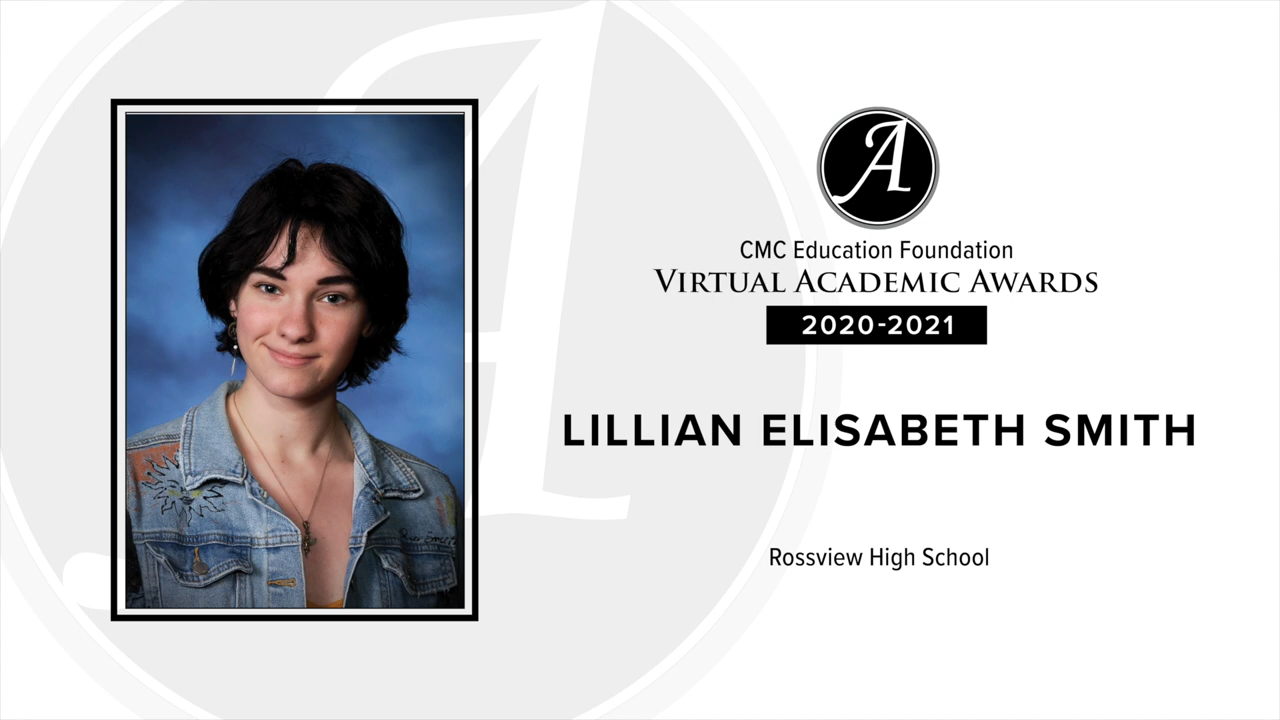 A
CMC Education Foundation
VIRTUAL ACADEMIC AWARDS
2020-2021
LILLIAN ELISABETH SMITH
Rossview High School